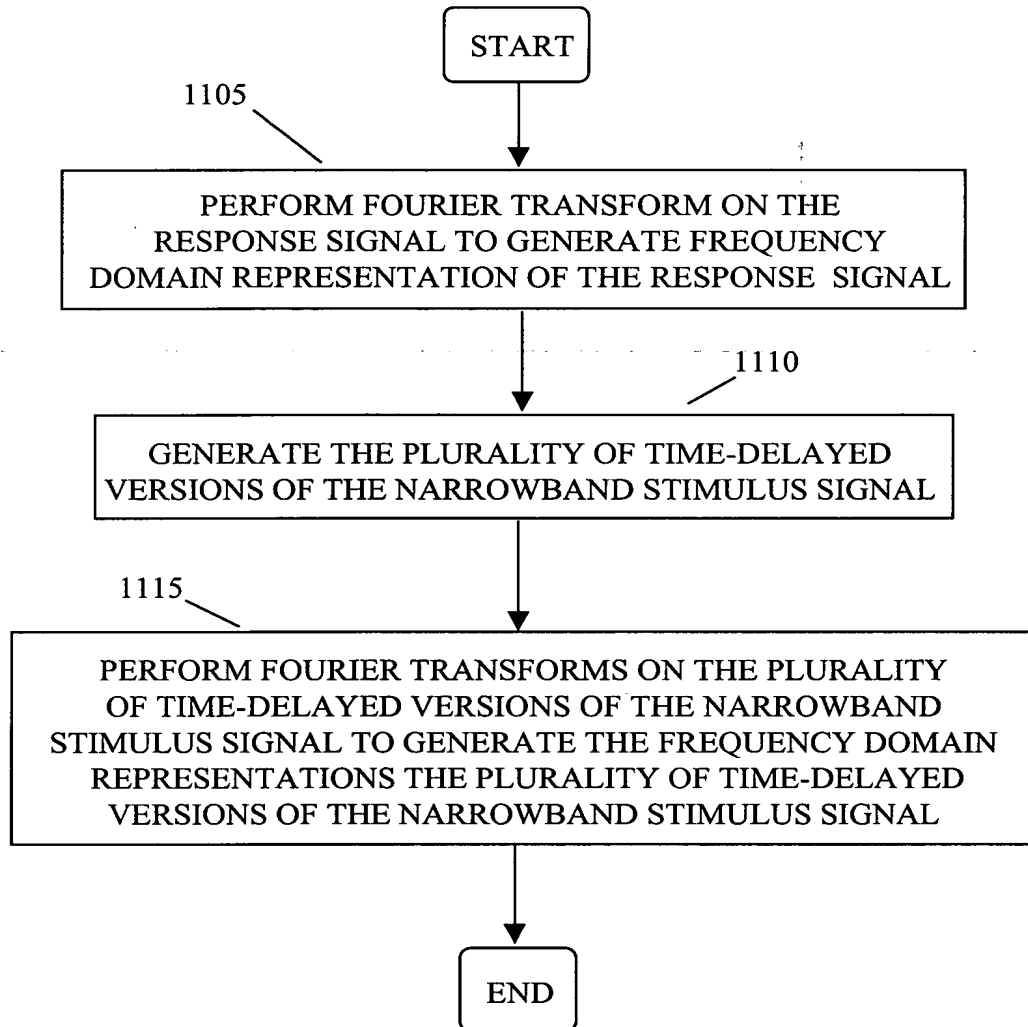 START
1105
PERFORM FOURIER TRANSFORM ON THE
RESPONSE SIGNAL TO GENERATE FREQUENCY
DOMAIN REPRESENTATION OF THE RESPONSE SIGNAL
1110
GENERATE THE PLURALITY OF TIME-DELAYED
VERSIONS OF THE NARROWBAND STIMULUS SIGNAL
1115
PERFORM FOURIER TRANSFORMS ON THE PLURALITY
OF TIME-DELAYED VERSIONS OF THE NARROWBAND
STIMULUS SIGNAL TO GENERATE THE FREQUENCY DOMAIN
REPRESENTATIONS THE PLURALITY OF TIME-DELAYED
VERSIONS OF THE NARROWBAND STIMULUS SIGNAL
END